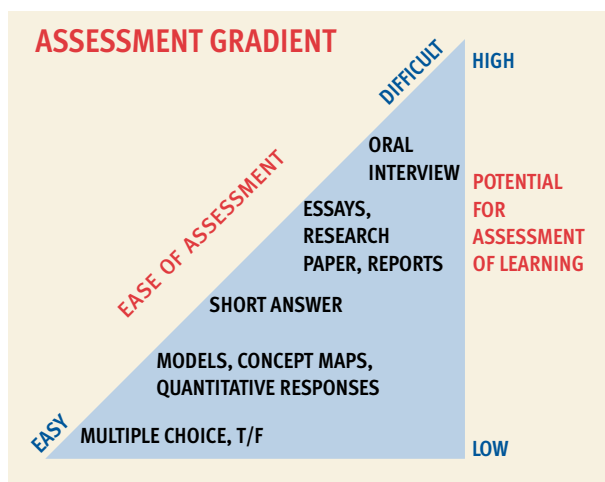 ASSESSMENT GRADIENT
DIFFICULT
HIGH
EASE OF ASSESSMENT
ORAL
INTERVIEW
POTENTIAL
FOR
ASSESSMENT
OF LEARNING
ESSAYS,
RESEARCH
PAPER, REPORTS
SHORT ANSWER
MODELS, CONCEPT MAPS,
QUANTITATIVE RESPONSES
EASY
MULTIPLE CHOICE, T/F
LOW